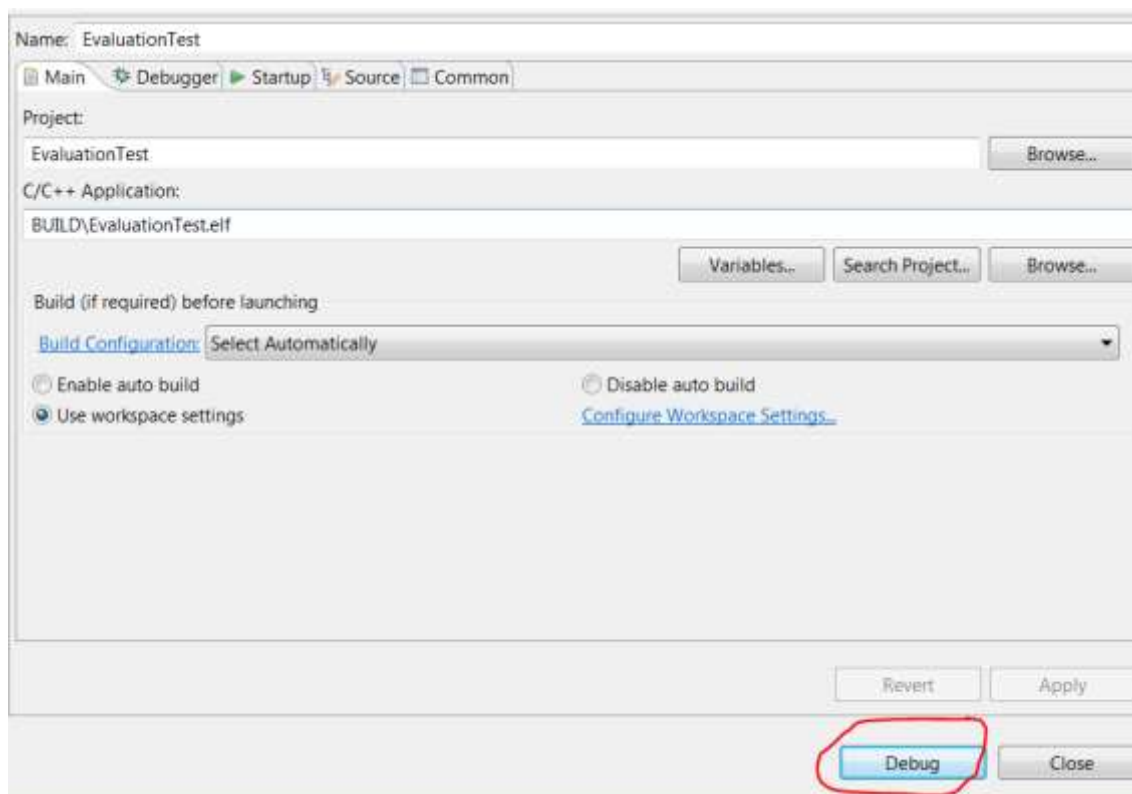 Name: EvaluationTest
Main Debugger Startup Source Common
Project:
EvaluationTest Browse...
C/C++ Application:
BUILD\EvaluationTest.elf
Variables... Search Project... Browse...
Build (if required) before launching
Build Configuration: Select Automatically
Enable auto build Disable auto build
Use workspace settings Configure Workspace Settings...
Revert Apply
Debug Close